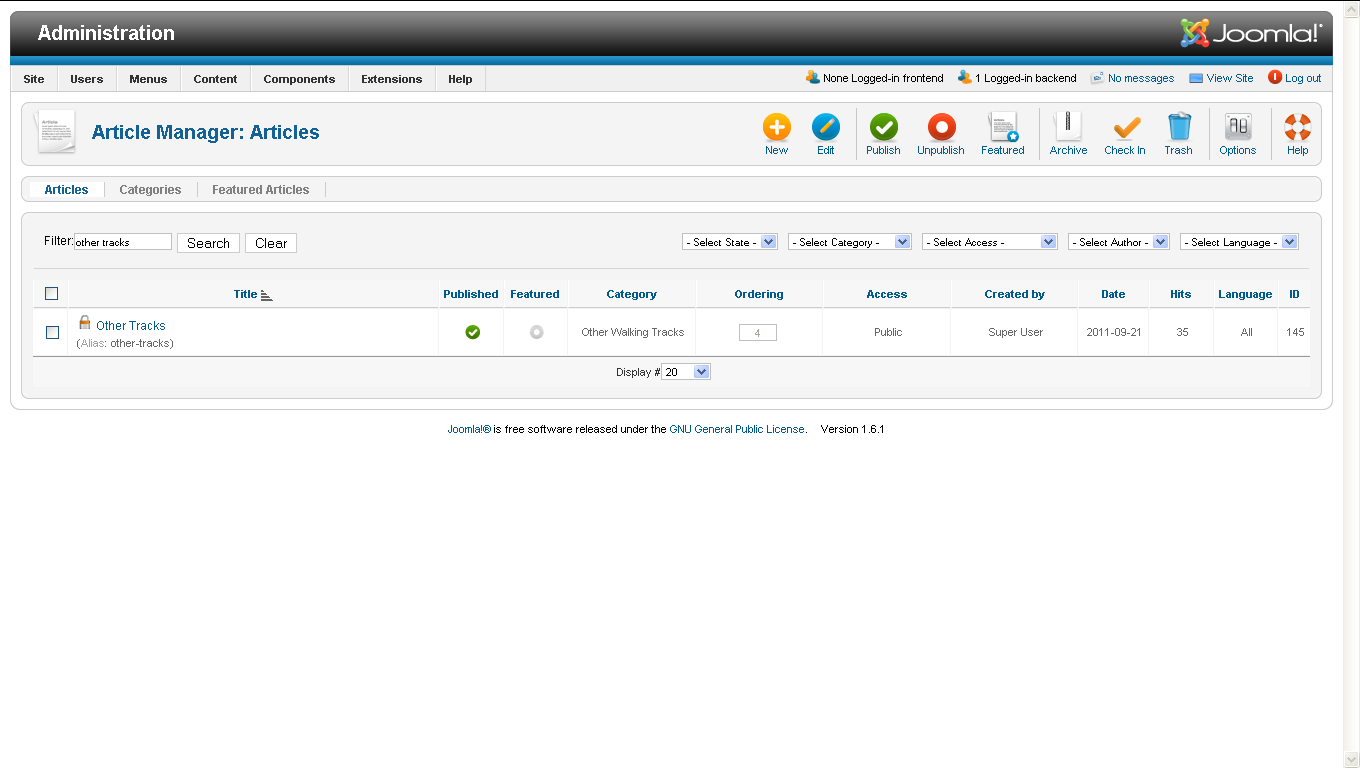 Administration
Joomla!
Site Users Menus Content Components Extensions Help None Logged-in frontend 1 Logged-in backend No messages View Site Log out
Article Manager: Articles
New Edit Publish Unpublish Featured Archive Check In Trash Options Help
Articles Categories Featured Articles
Filter: other tracks Search Clear - Select State - - Select Category - - Select Access - - Select Author - - Select Language -
Title Published Featured Category Ordering Access Created by Date Hits Language ID
Other Tracks Other Walking Tracks 4 Public Super User 2011-09-21 35 All 145
(Alias: other-tracks)
Display # 20
Joomla!® is free software released under the GNU General Public License. Version 1.6.1